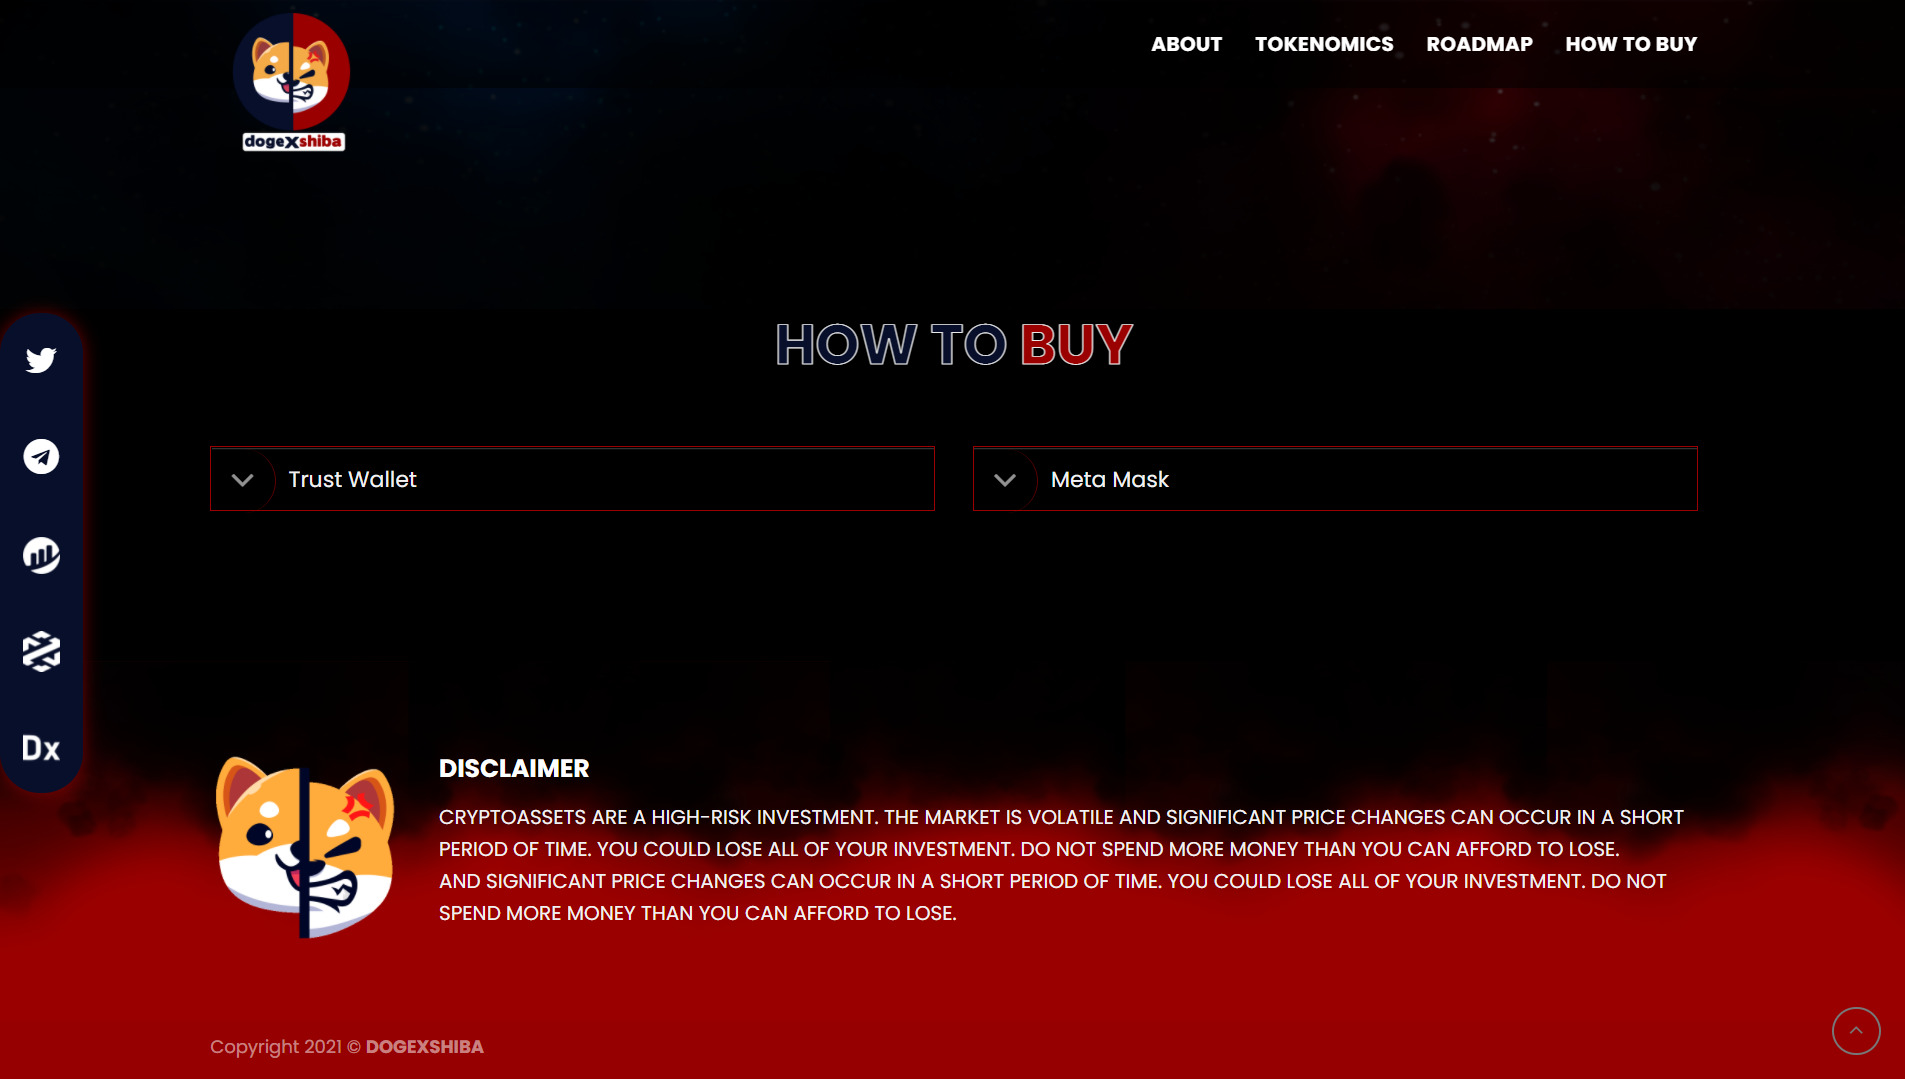 dogeXshiba
ABOUT TOKENOMICS ROADMAP HOW TO BUY
HOW TO BUY
Trust Wallet
Meta Mask
Dx
DISCLAIMER
CRYPTOASSETS ARE A HIGH-RISK INVESTMENT. THE MARKET IS VOLATILE AND SIGNIFICANT PRICE CHANGES CAN OCCUR IN A SHORT
PERIOD OF TIME. YOU COULD LOSE ALL OF YOUR INVESTMENT. DO NOT SPEND MORE MONEY THAN YOU CAN AFFORD TO LOSE.
AND SIGNIFICANT PRICE CHANGES CAN OCCUR IN A SHORT PERIOD OF TIME. YOU COULD LOSE ALL OF YOUR INVESTMENT. DO NOT
SPEND MORE MONEY THAN YOU CAN AFFORD TO LOSE.
Copyright 2021 © DOGEXSHIBA